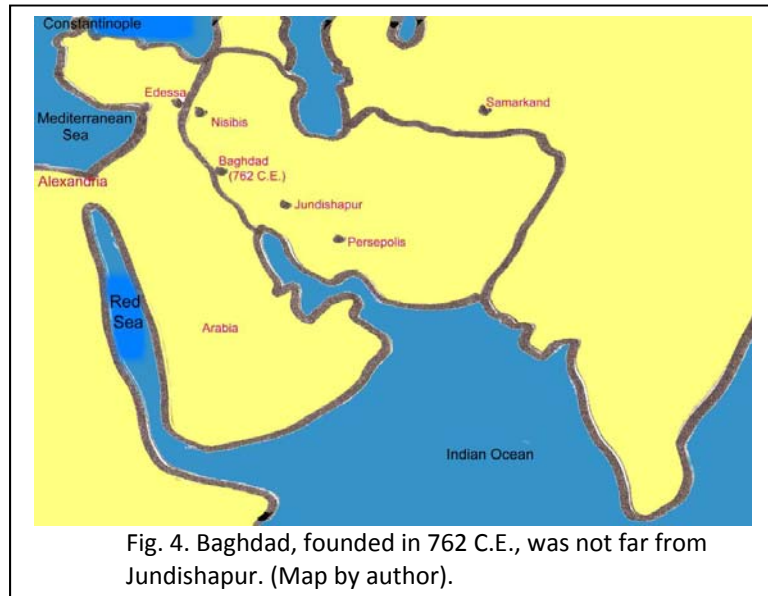 Constantinople
Edessa
Nisibis
Samarkand
Mediterranean
Sea
Baghdad
(762 C.E.)
Alexandria
Jundishapur
Persepolis
Red
Sea
Arabia
Indian Ocean
Fig. 4. Baghdad, founded in 762 C.E., was not far from
Jundishapur. (Map by author).